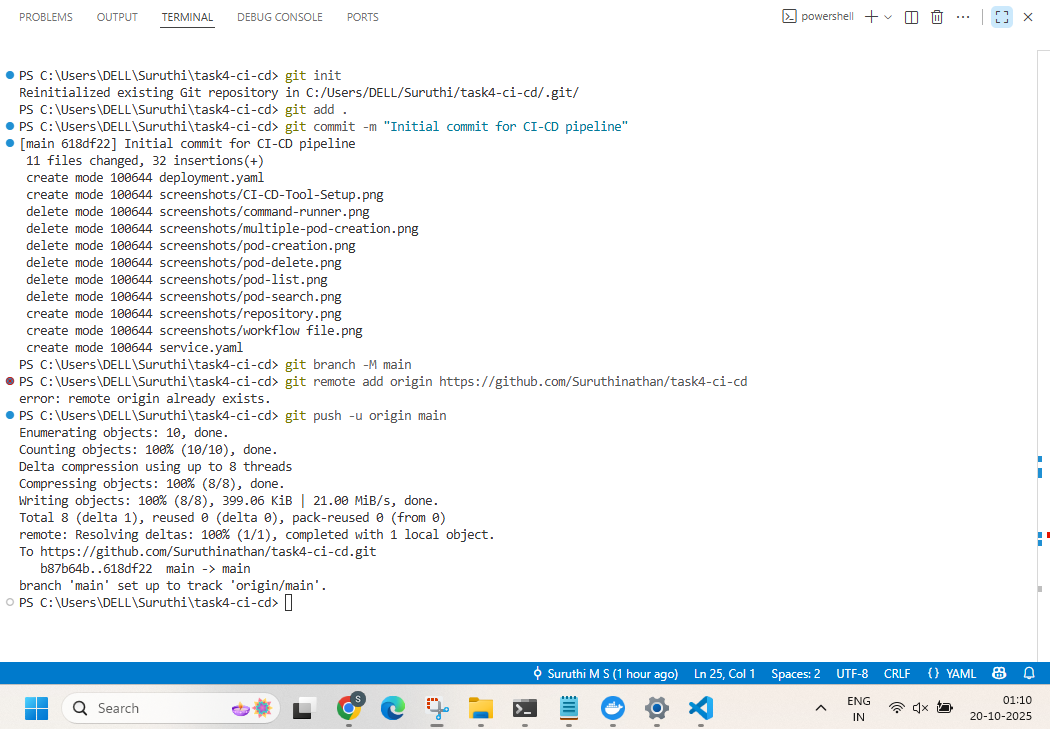 PROBLEMS OUTPUT TERMINAL DEBUG CONSOLE PORTS powershell
PS C:\Users\DELL\Suruthi\task4-ci-cd> git init
Reinitialized existing Git repository in C:/Users/DELL/Suruthi/task4-ci-cd/.git/
PS C:\Users\DELL\Suruthi\task4-ci-cd> git add .
PS C:\Users\DELL\Suruthi\task4-ci-cd> git commit -m "Initial commit for CI-CD pipeline"
[main 618df22] Initial commit for CI-CD pipeline
11 files changed, 32 insertions(+)
create mode 100644 deployment.yaml
create mode 100644 screenshots/CI-CD-Tool-Setup.png
delete mode 100644 screenshots/command-runner.png
delete mode 100644 screenshots/multiple-pod-creation.png
delete mode 100644 screenshots/pod-creation.png
delete mode 100644 screenshots/pod-delete.png
delete mode 100644 screenshots/pod-list.png
delete mode 100644 screenshots/pod-search.png
create mode 100644 screenshots/repository.png
create mode 100644 screenshots/workflow file.png
create mode 100644 service.yaml
PS C:\Users\DELL\Suruthi\task4-ci-cd> git branch -M main
PS C:\Users\DELL\Suruthi\task4-ci-cd> git remote add origin https://github.com/Suruthinathan/task4-ci-cd
error: remote origin already exists.
PS C:\Users\DELL\Suruthi\task4-ci-cd> git push -u origin main
Enumerating objects: 10, done.
Counting objects: 100% (10/10), done.
Delta compression using up to 8 threads
Compressing objects: 100% (8/8), done.
Writing objects: 100% (8/8), 399.06 KiB | 21.00 MiB/s, done.
Total 8 (delta 1), reused 0 (delta 0), pack-reused 0 (from 0)
remote: Resolving deltas: 100% (1/1), completed with 1 local object.
To https://github.com/Suruthinathan/task4-ci-cd.git
b87b64b..618df22 main -> main
branch 'main' set up to track 'origin/main'.
PS C:\Users\DELL\Suruthi\task4-ci-cd>
Suruthi M S (1 hour ago) Ln 25, Col 1 Spaces: 2 UTF-8 CRLF {} YAML
Search
S
ENG
IN
01:10
20-10-2025